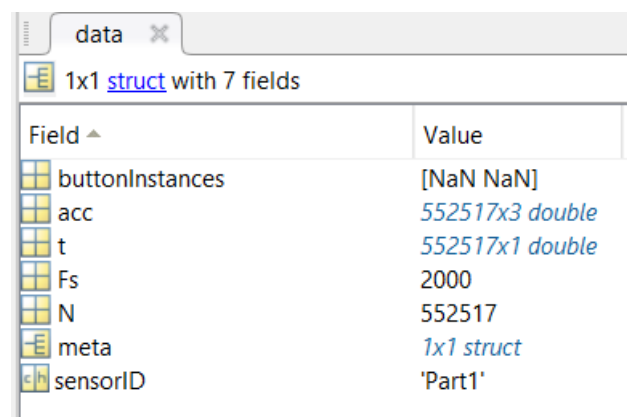 data
1x1 struct with 7 fields
Field Value
buttonInstances [NaN NaN]
acc 552517x3 double
t 552517x1 double
Fs 2000
N 552517
meta 1x1 struct
ch sensorID 'Part1'